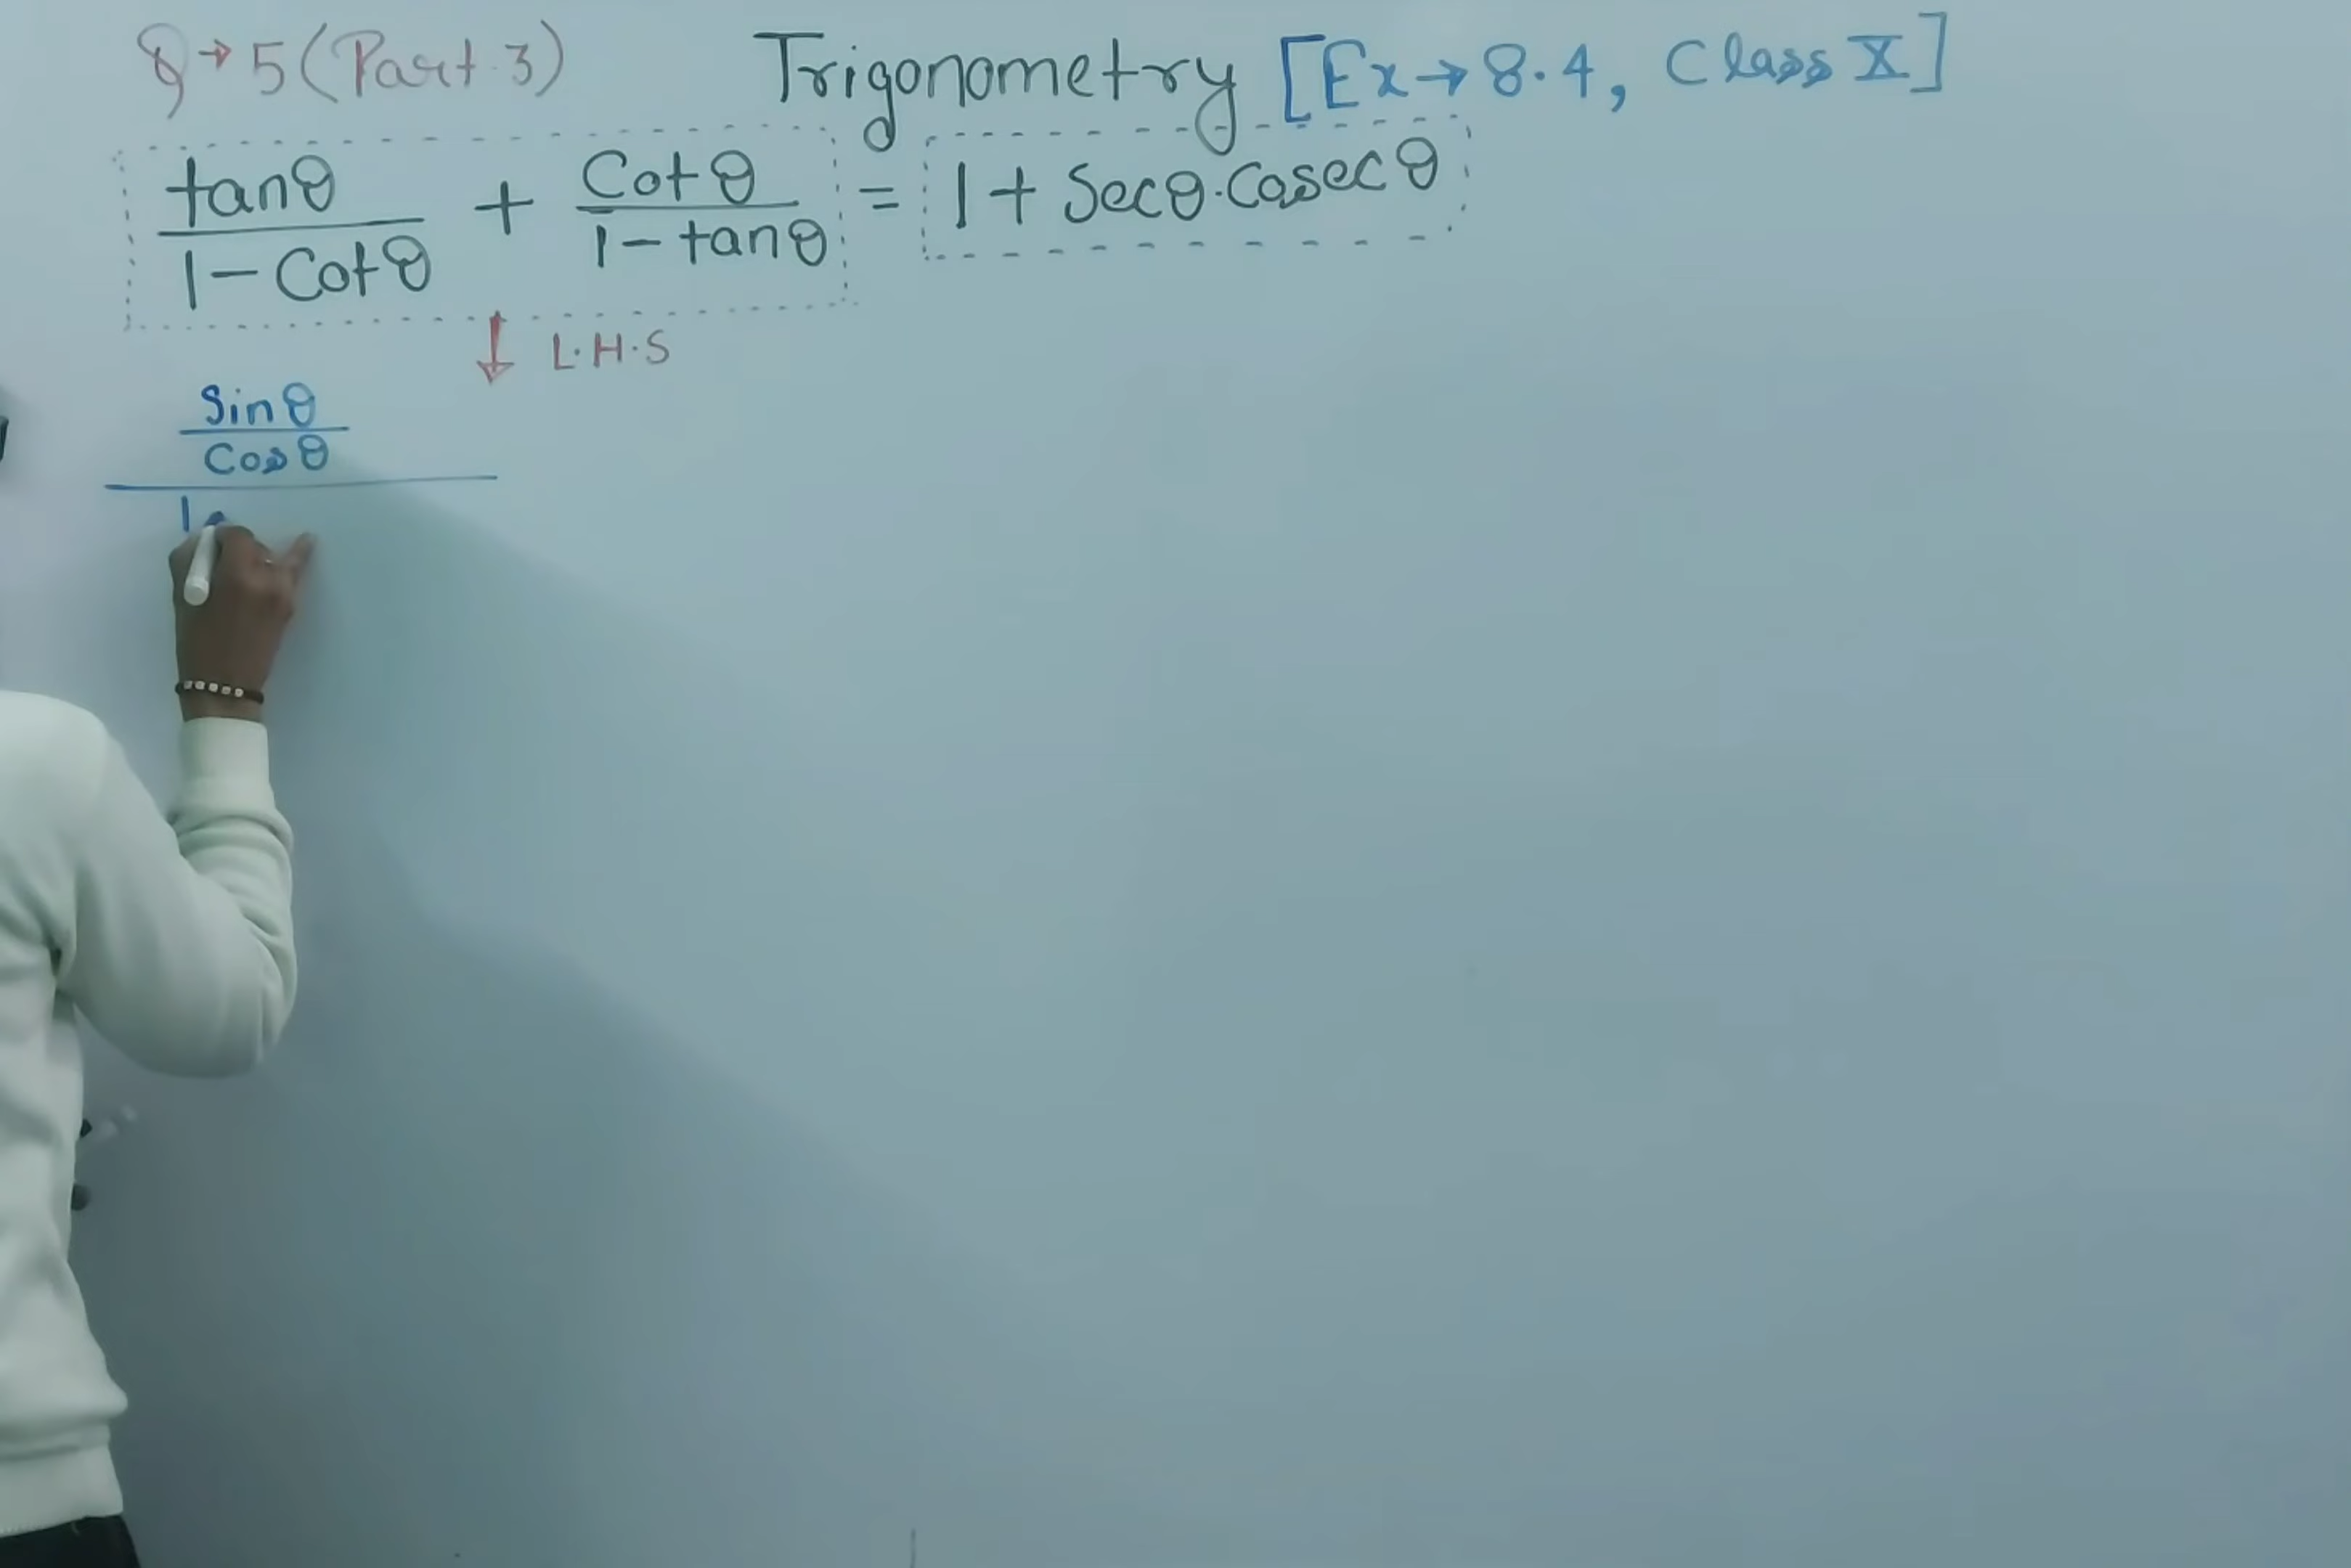 Q→5(Part.3) Trigonometry [Ex→8.4, Class X]
tanθ/1-Cotθ + Cotθ/1-tanθ = 1+Secθ.Cosecθ
↓ L.H.S
Sinθ
Cosθ
1